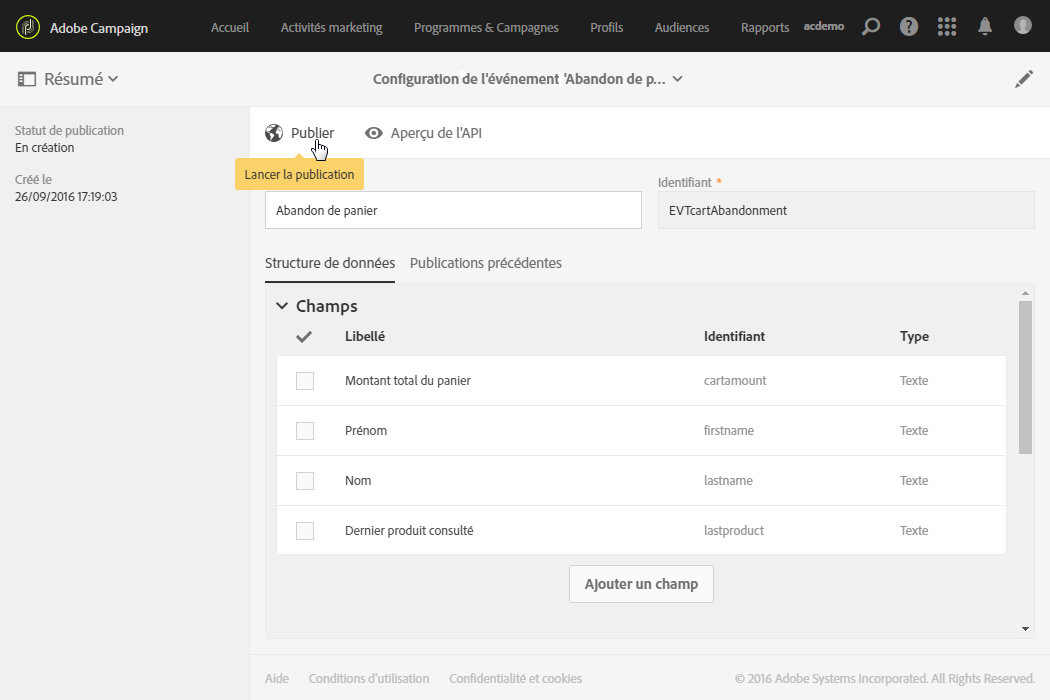 Adobe Campaign
Accueil
Activités marketing
Programmes & Campagnes
Profils
Audiences
Rapports
acdemo
Résumé
Configuration de l'événement 'Abandon de p...
Statut de publication
En création
Créé le
26/09/2016 17:19:03
Publier
Aperçu de l'API
Lancer la publication
Abandon de panier
Identifiant *
EVTcartAbandonment
Structure de données
Publications précédentes
Champs
Libellé
Identifiant
Type
Montant total du panier
cartamount
Texte
Prénom
firstname
Texte
Nom
lastname
Texte
Dernier produit consulté
lastproduct
Texte
Ajouter un champ
Aide
Conditions d'utilisation
Confidentialité et cookies
© 2016 Adobe Systems Incorporated. All Rights Reserved.